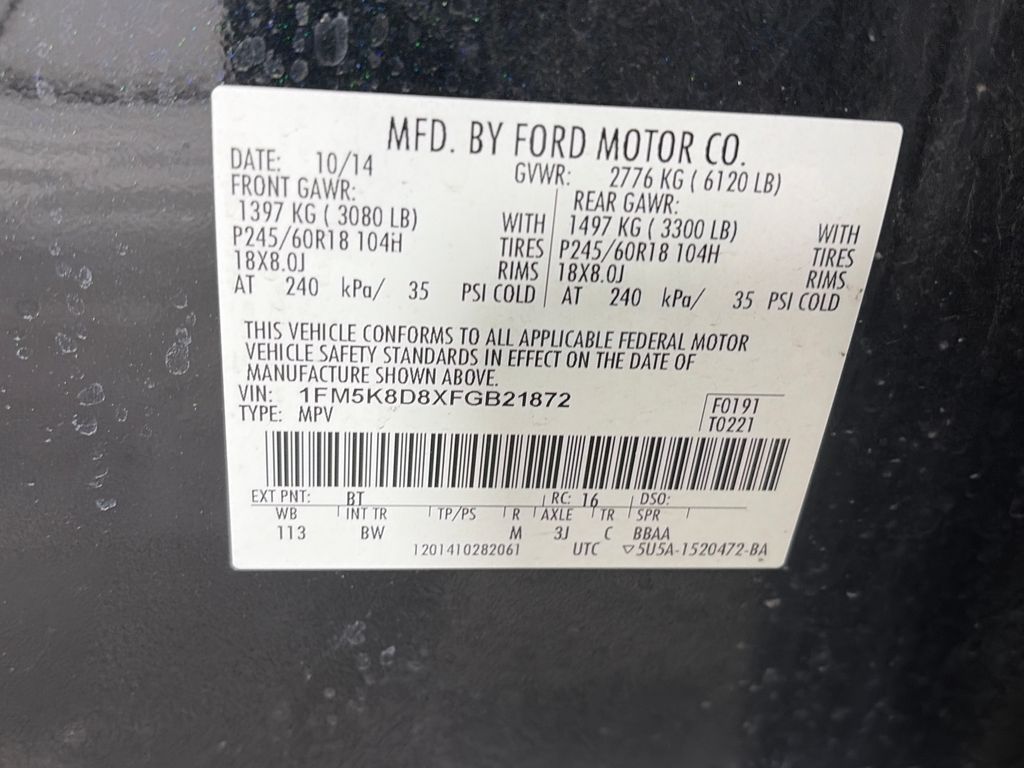 MFD. BY FORD MOTOR CO.
DATE: 10/14 GVWR: 2776 KG ( 6120 LB)
FRONT GAWR: REAR GAWR:
1397 KG ( 3080 LB) WITH 1497 KG ( 3300 LB) WITH
P245/60R18 104H TIRES P245/60R18 104H TIRES
18X8.0J RIMS 18X8.0J RIMS
AT 240 kPa/ 35 PSI COLD AT 240 kPa/ 35 PSI COLD
THIS VEHICLE CONFORMS TO ALL APPLICABLE FEDERAL MOTOR
VEHICLE SAFETY STANDARDS IN EFFECT ON THE DATE OF
MANUFACTURE SHOWN ABOVE.
VIN: 1FM5K8D8XFGB21872 F0191
TYPE: MPV T0221
EXT PNT: BT RC: 16 DSO:
WB INT TR TP/PS R AXLE TR SPR
113 BW M 3J C BBAA
1201410282061 UTC ▽5U5A-1520472-BA